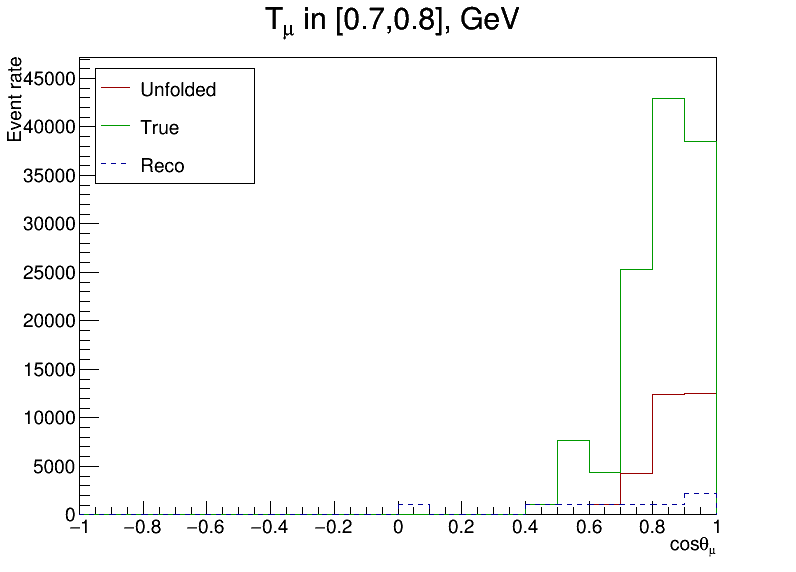 T_μ in [0.7,0.8], GeV
Event rate
45000
40000
35000
30000
25000
20000
15000
10000
5000
0
Unfolded
True
Reco
−1 −0.8 −0.6 −0.4 −0.2 0 0.2 0.4 0.6 0.8 1
cosθ_μ